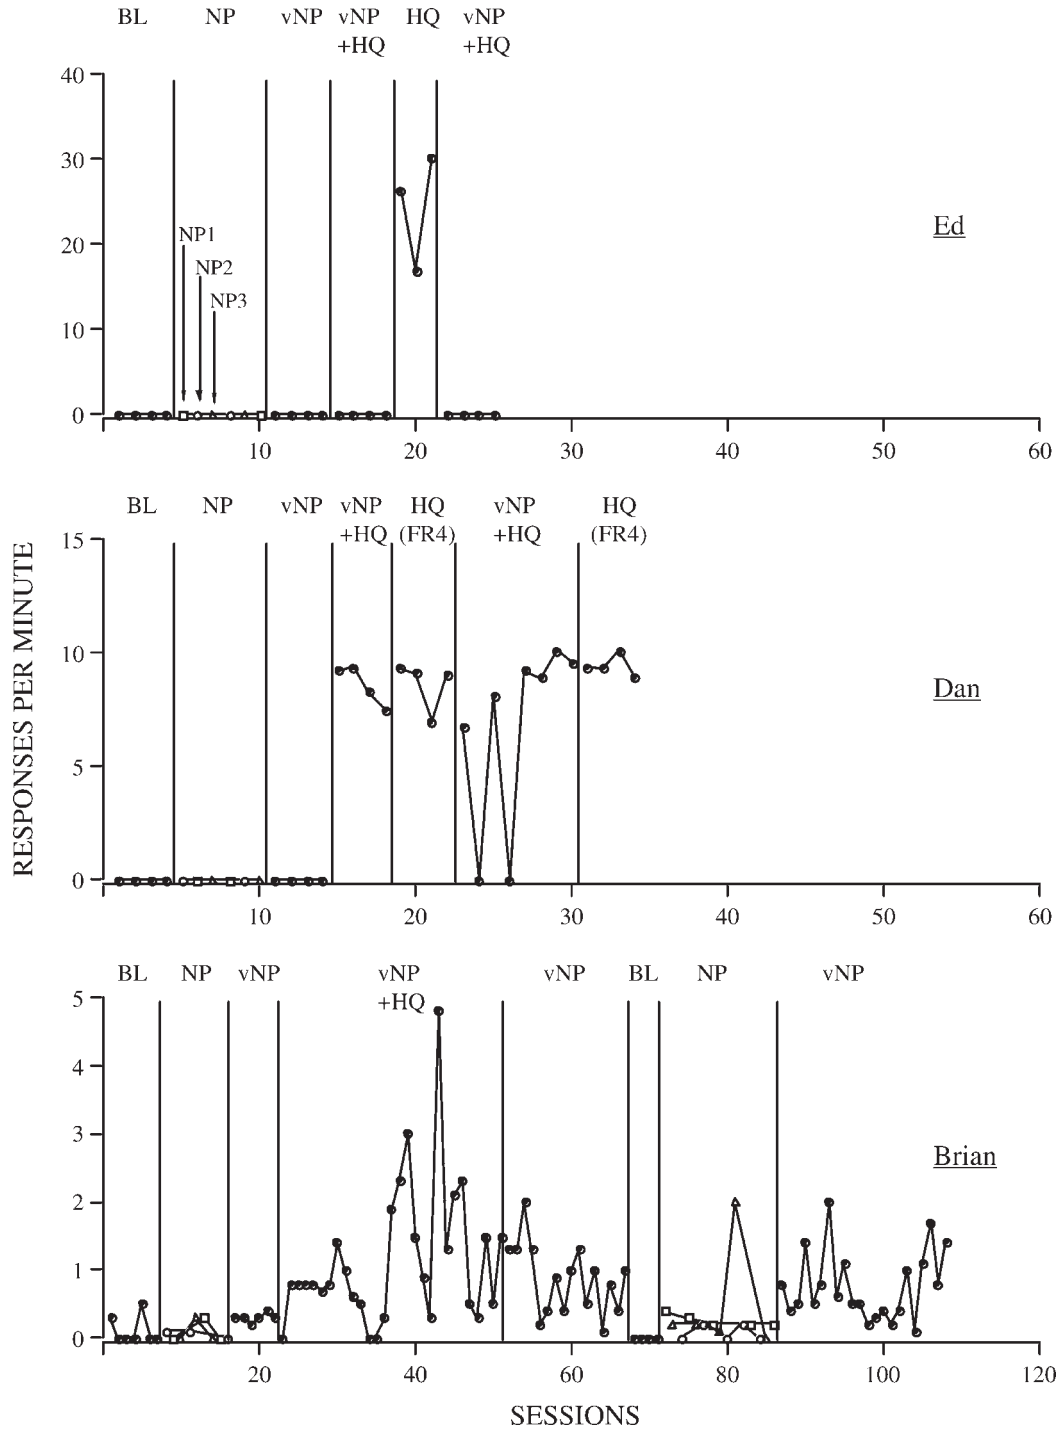 BL NP vNP vNP HQ vNP
+HQ +HQ
40
30
Ed
NP1
20
NP2
NP3
10
0
10 20 30 40 50 60
BL NP vNP vNP HQ vNP HQ
+HQ (FR4) +HQ (FR4)
15
10
Dan
5
0
10 20 30 40 50 60
RESPONSES PER MINUTE
BL NP vNP vNP vNP BL NP vNP
+HQ
5
4
3
Brian
2
1
0
20 40 60 80 100 120
SESSIONS